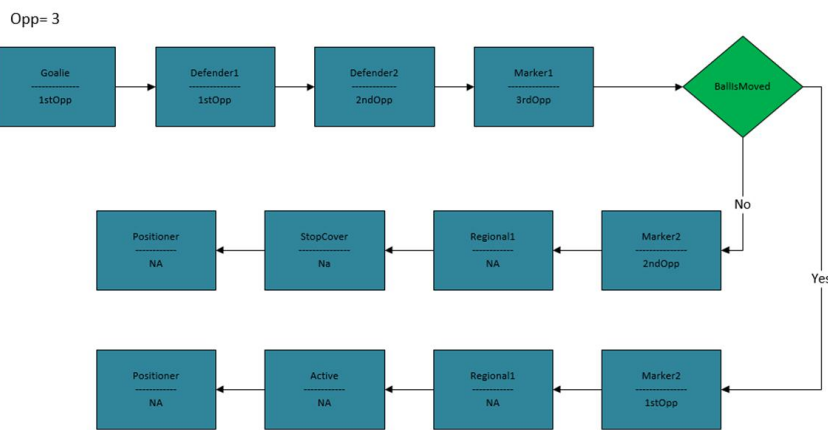 Opp= 3
Goalie
-------------
1stOpp
Defender1
--------------
1stOpp
Defender2
------------
2ndOpp
Marker1
--------------
3rdOpp
BallIsMoved
No
Positioner
------------
NA
StopCover
--------------
Na
Regional1
------------
NA
Marker2
------------
2ndOpp
Yes
Positioner
------------
NA
Active
------------
NA
Regional1
------------
NA
Marker2
------------
1stOpp